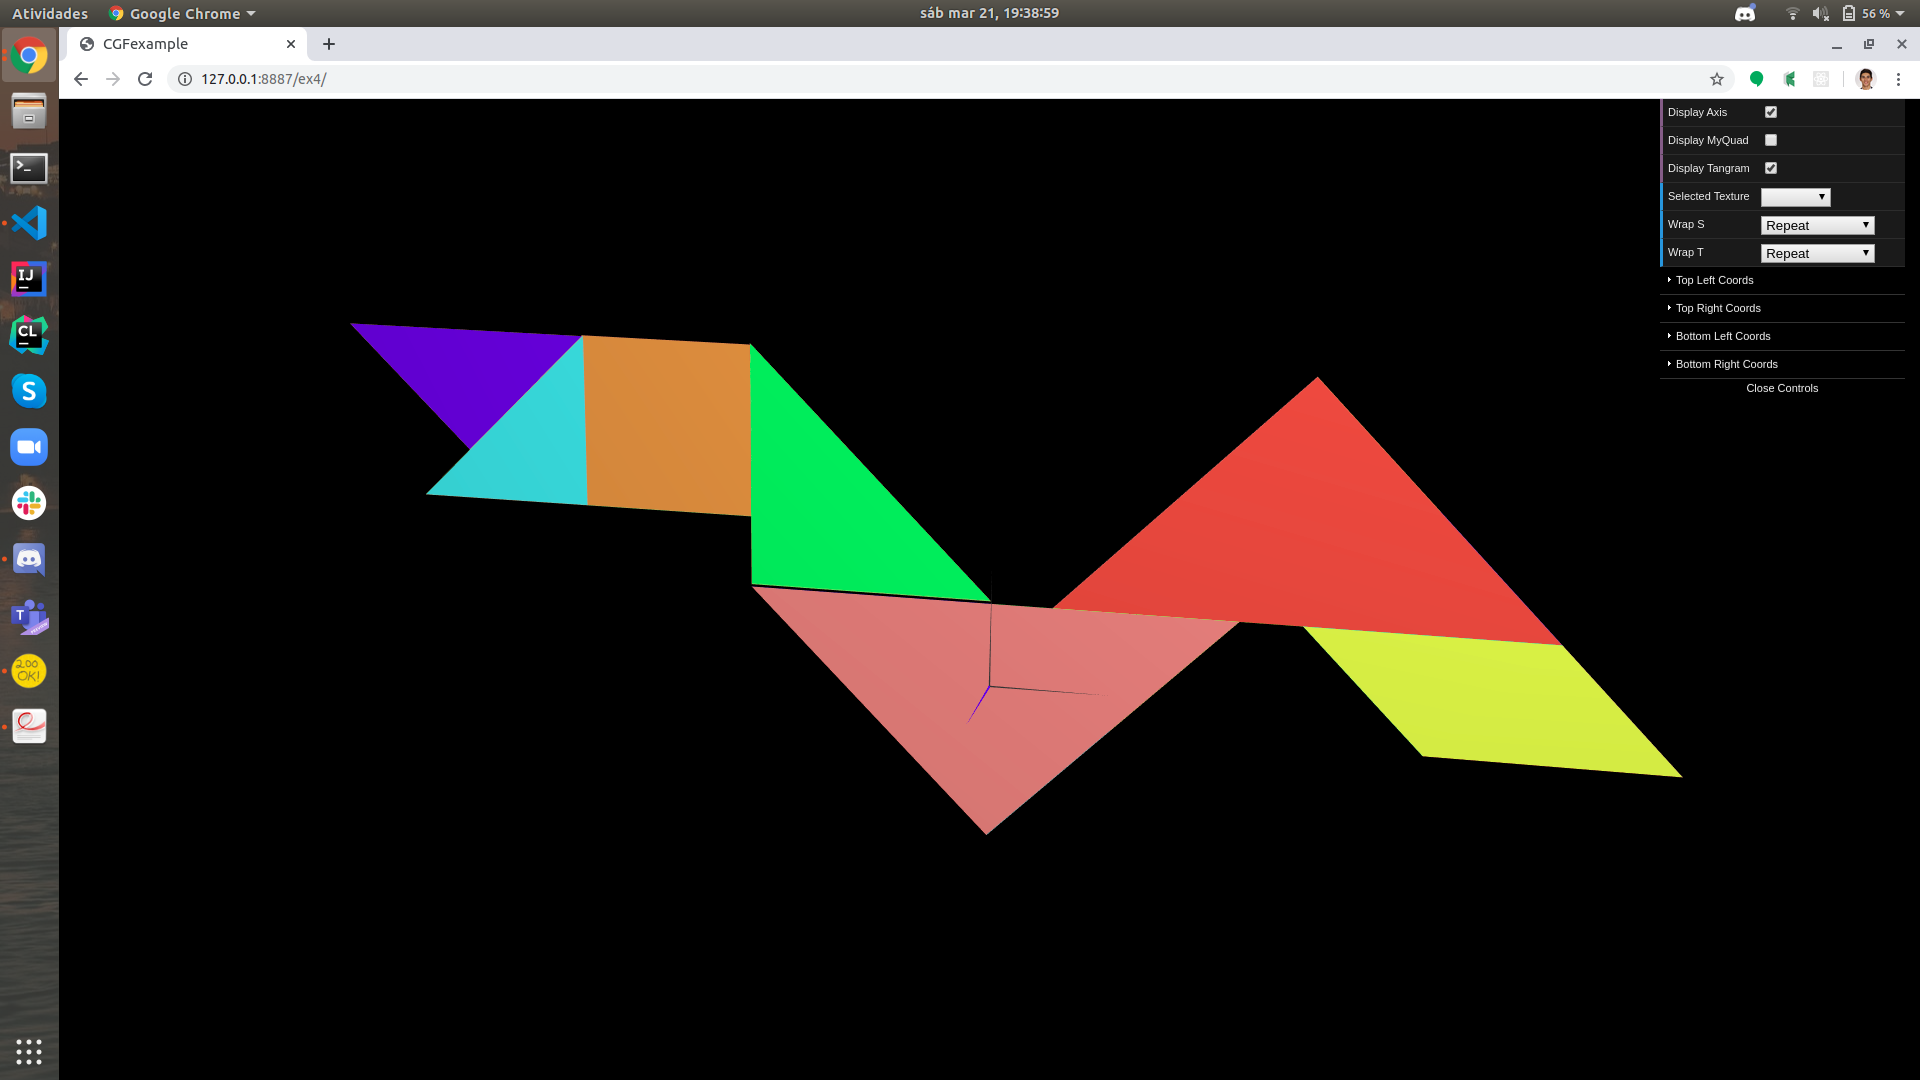 Atividades
Google Chrome
sáb mar 21, 19:38:59
56 %
CGFexample
127.0.0.1:8887/ex4/
Display Axis
Display MyQuad
Display Tangram
Selected Texture
Wrap S Repeat
Wrap T Repeat
Top Left Coords
Top Right Coords
Bottom Left Coords
Bottom Right Coords
Close Controls
IJ
CL
S
T
200
OK!